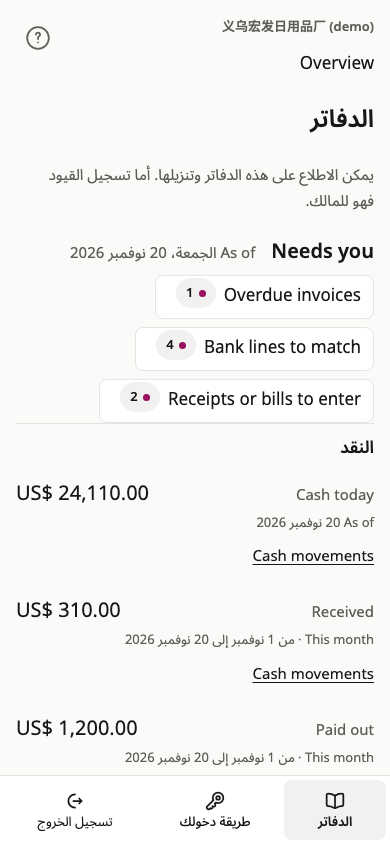 义乌宏发日用品厂 (demo)
Overview
الدفاتر
يمكن الاطلاع على هذه الدفاتر وتنزيلها. أما تسجيل القيود
فهو للمالك.
Needs you As of الجمعة، 20 نوفمبر 2026
Overdue invoices 1
Bank lines to match 4
Receipts or bills to enter 2
النقد
Cash today US$ 24,110.00
As of 20 نوفمبر 2026
Cash movements
Received US$ 310.00
This month · من 1 نوفمبر إلى 20 نوفمبر 2026
Cash movements
Paid out US$ 1,200.00
This month · من 1 نوفمبر إلى 20 نوفمبر 2026
الدفاتر طريقة دخولك تسجيل الخروج